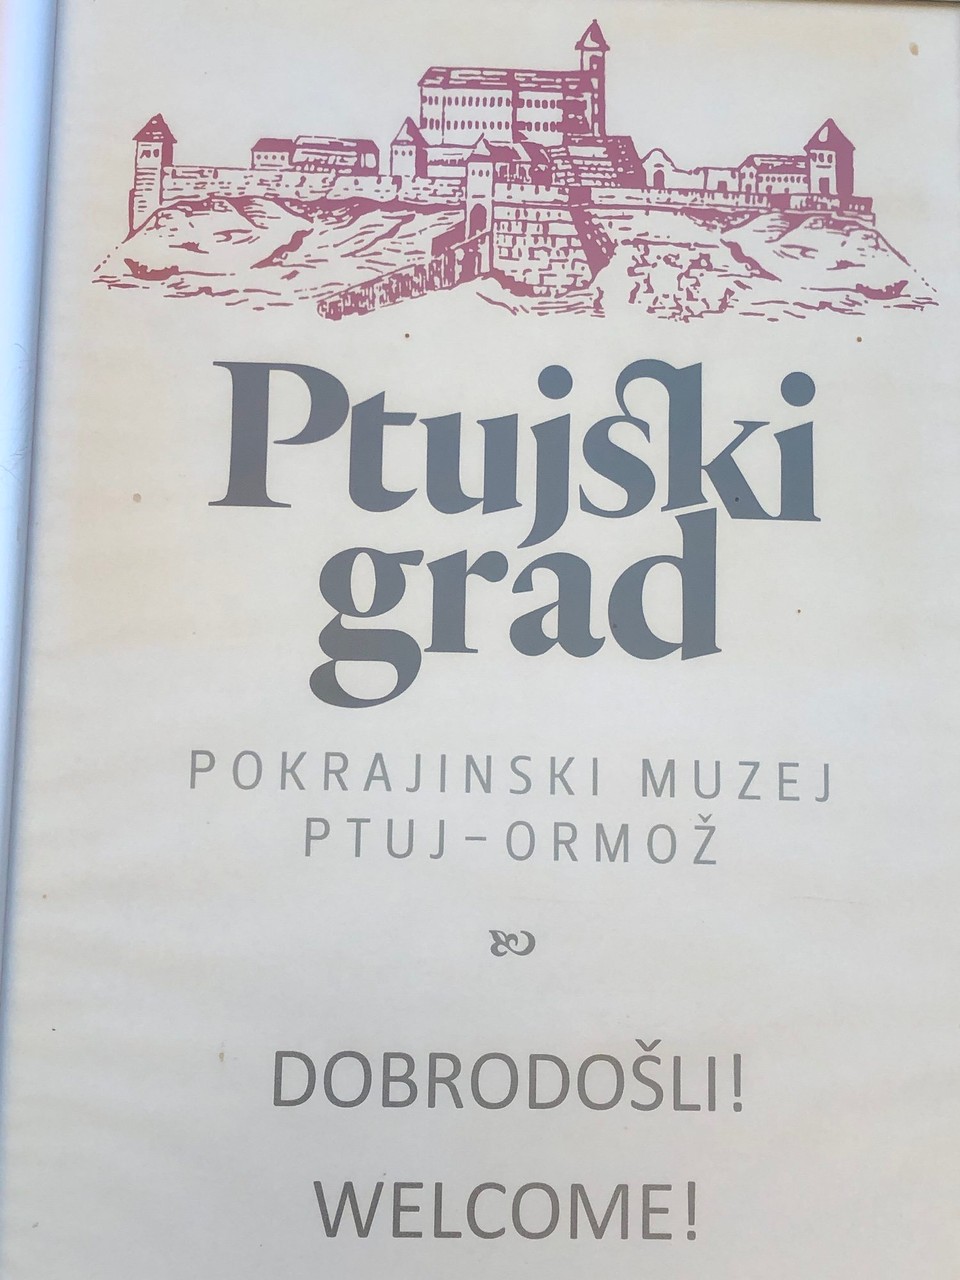 Ptujski
grad
POKRAJINSKI MUZEJ
PTUJ-ORMOŽ
DOBRODOŠLI!
WELCOME!